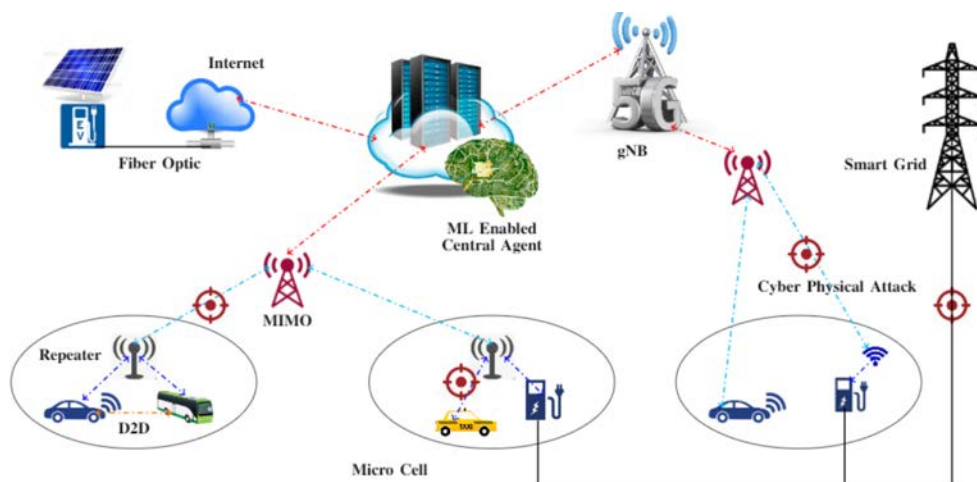 Internet
E V
Fiber Optic
5G
gNB
Smart Grid
ML Enabled
Central Agent
MIMO
Cyber Physical Attack
Repeater
D2D
TAXI
Micro Cell